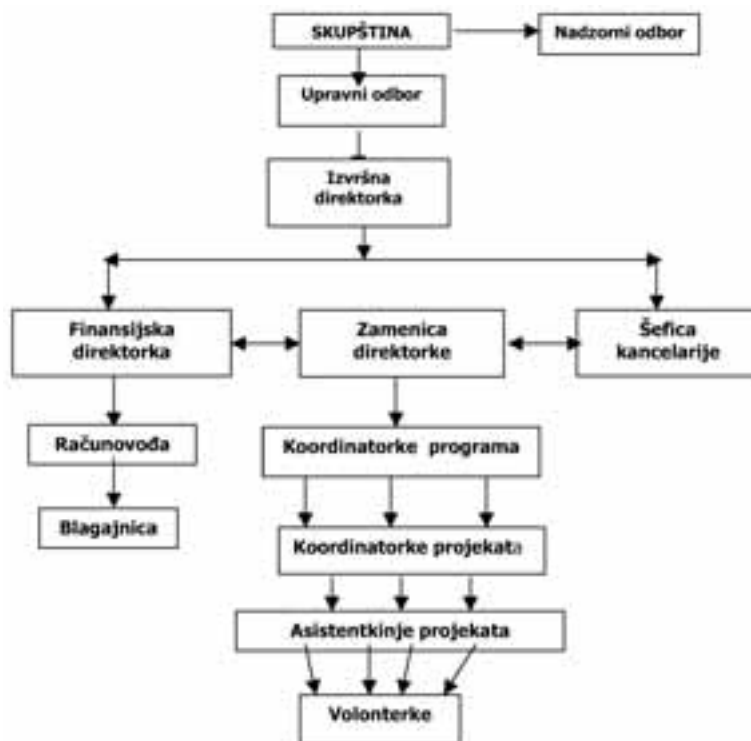 SKUPŠTINA
Nadzorni odbor
Upravni odbor
Izvršna
direktorka
Finansijska
direktorka
Zamenica
direktorke
Šefica
kancelarije
Računovođa
Koordinatorke programa
Blagajnica
Koordinatorke projekata
Asistentkinje projekata
Volonterke